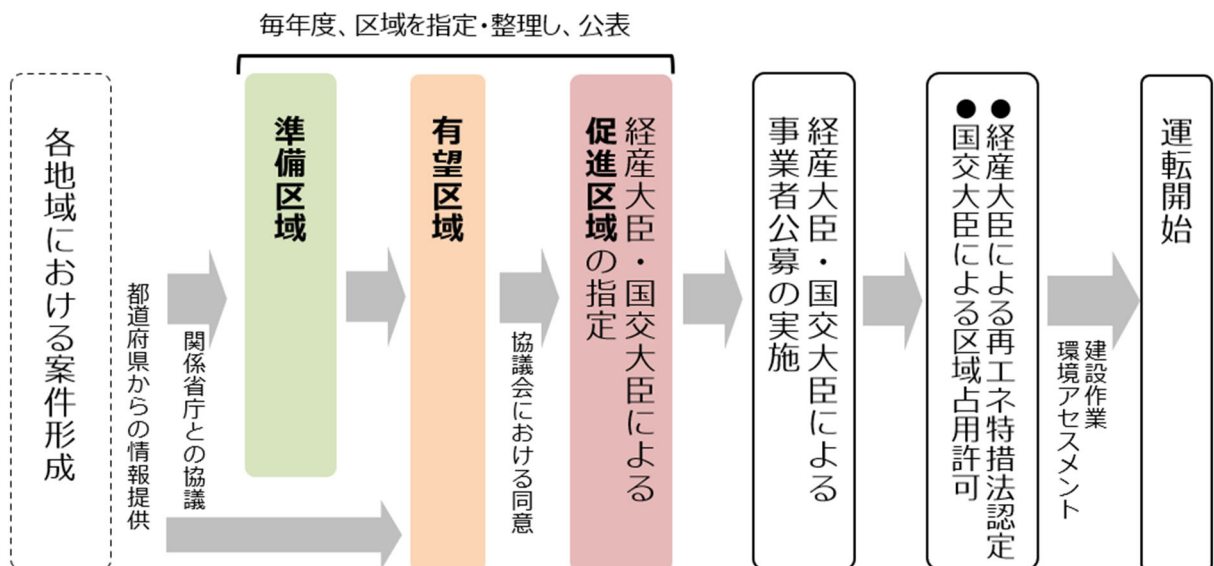 毎年度、区域を指定・整理し、公表
各地域における案件形成
都道府県からの情報提供
関係省庁との協議
準備区域
有望区域
協議会における同意
経産大臣・国交大臣による
促進区域の指定
経産大臣・国交大臣による
事業者公募の実施
●経産大臣による再エネ特措法認定
●国交大臣による区域占用許可
建設作業
環境アセスメント
運転開始